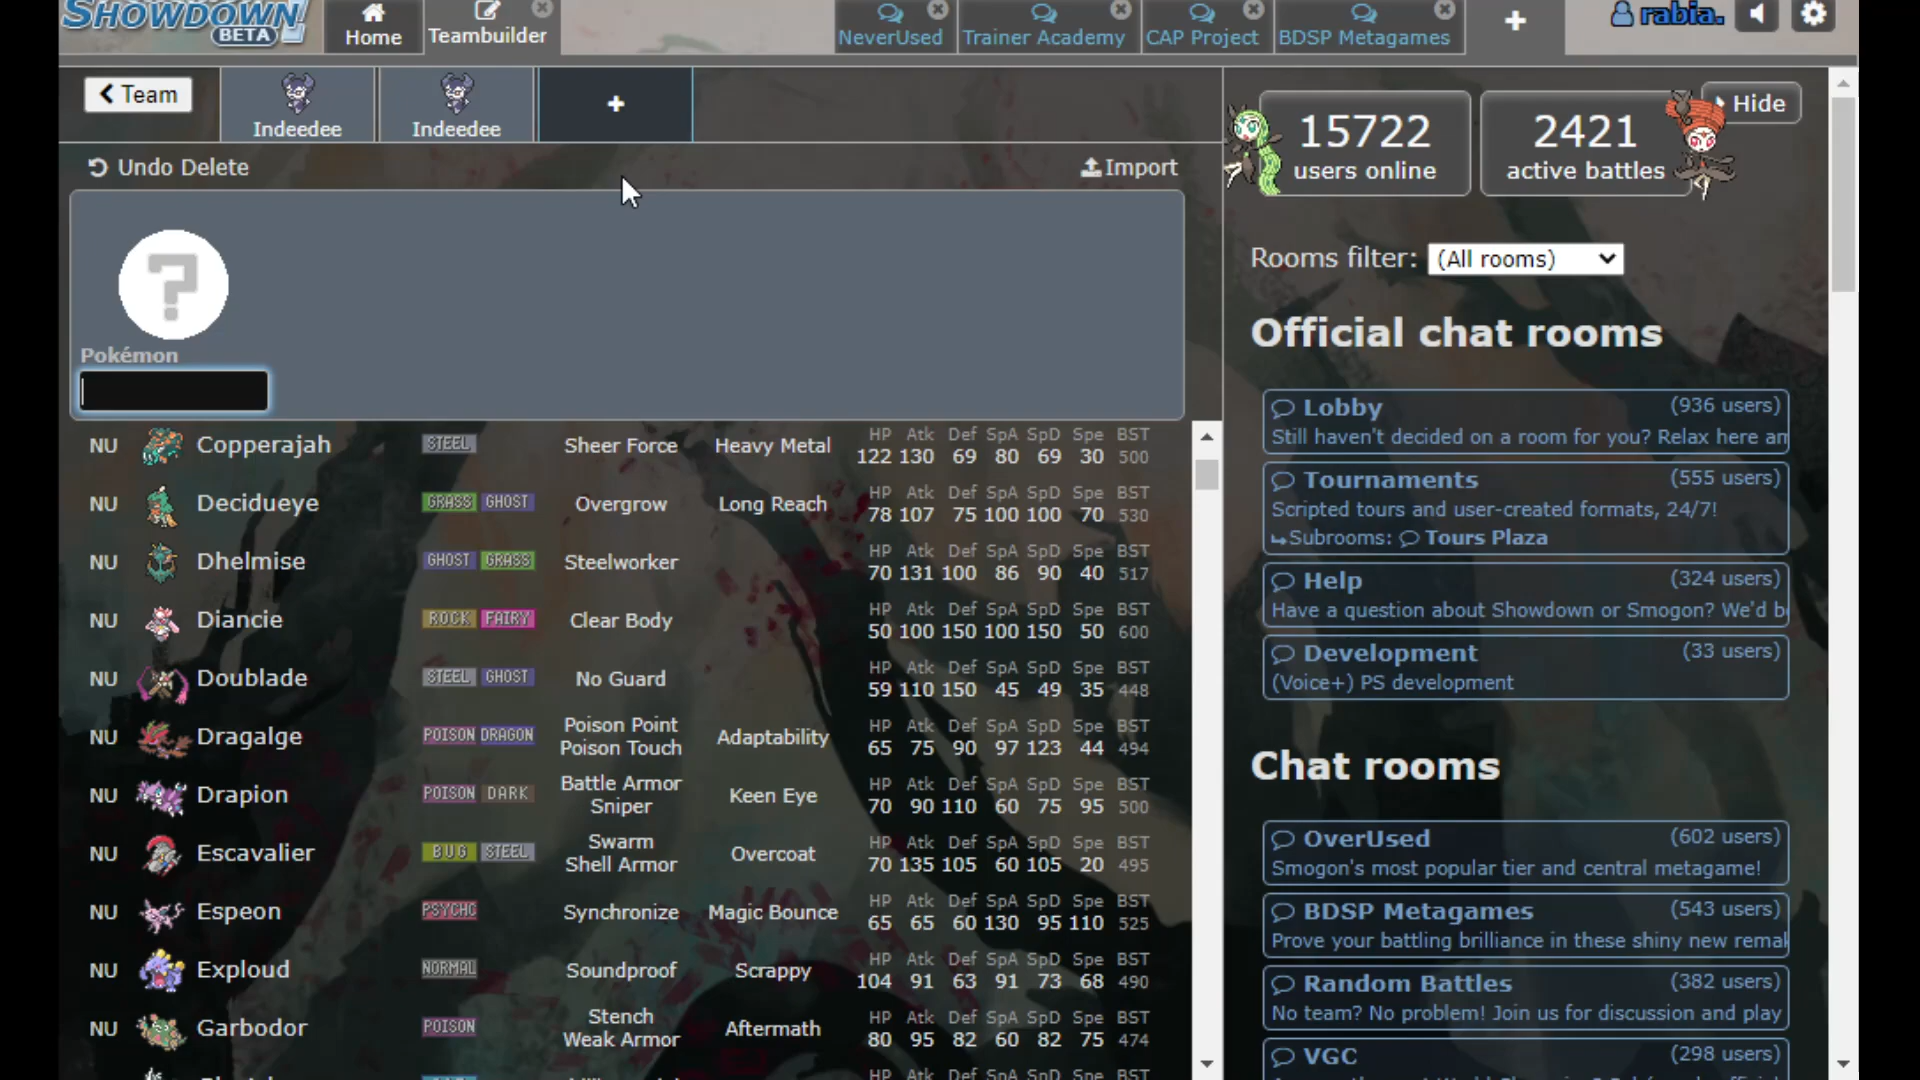 SHOWDOWN
BETA
Home
Teambuilder
NeverUsed
Trainer Academy
CAP Project
BDSP Metagames
+
rabia.
Team
Indeedee
Indeedee
+
Undo Delete
Import
?
Pokémon
NU Copperajah STEEL Sheer Force Heavy Metal HP 122 Atk 130 Def 69 SpA 80 SpD 69 Spe 30 BST 500
NU Decidueye GRASS GHOST Overgrow Long Reach HP 78 Atk 107 Def 75 SpA 100 SpD 100 Spe 70 BST 530
NU Dhelmise GHOST GRASS Steelworker HP 70 Atk 131 Def 100 SpA 86 SpD 90 Spe 40 BST 517
NU Diancie ROCK FAIRY Clear Body HP 50 Atk 100 Def 150 SpA 100 SpD 150 Spe 50 BST 600
NU Doublade STEEL GHOST No Guard HP 59 Atk 110 Def 150 SpA 45 SpD 49 Spe 35 BST 448
NU Dragalge POISON DRAGON Poison Point Poison Touch Adaptability HP 65 Atk 75 Def 90 SpA 97 SpD 123 Spe 44 BST 494
NU Drapion POISON DARK Battle Armor Sniper Keen Eye HP 70 Atk 90 Def 110 SpA 60 SpD 75 Spe 95 BST 500
NU Escavalier BUG STEEL Swarm Shell Armor Overcoat HP 70 Atk 135 Def 105 SpA 60 SpD 105 Spe 20 BST 495
NU Espeon PSYCHC Synchronize Magic Bounce HP 65 Atk 65 Def 60 SpA 130 SpD 95 Spe 110 BST 525
NU Exploud NORMAL Soundproof Scrappy HP 104 Atk 91 Def 63 SpA 91 SpD 73 Spe 68 BST 490
NU Garbodor POISON Stench Weak Armor Aftermath HP 80 Atk 95 Def 82 SpA 60 SpD 82 Spe 75 BST 474
HP Atk Def SpA SpD Spe BST
15722
users online
2421
active battles
Hide
Rooms filter: (All rooms)
Official chat rooms
Lobby (936 users)
Still haven't decided on a room for you? Relax here am
Tournaments (555 users)
Scripted tours and user-created formats, 24/7!
Subrooms: Tours Plaza
Help (324 users)
Have a question about Showdown or Smogon? We'd b
Development (33 users)
(Voice+) PS development
Chat rooms
OverUsed (602 users)
Smogon's most popular tier and central metagame!
BDSP Metagames (543 users)
Prove your battling brilliance in these shiny new remal
Random Battles (382 users)
No team? No problem! Join us for discussion and play
VGC (298 users)